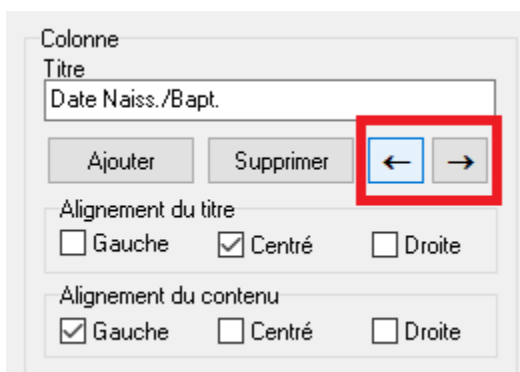 Colonne
Titre
Date Naiss./Bapt.
Ajouter Supprimer ← →
Alignement du titre
Gauche Centré Droite
Alignement du contenu
Gauche Centré Droite